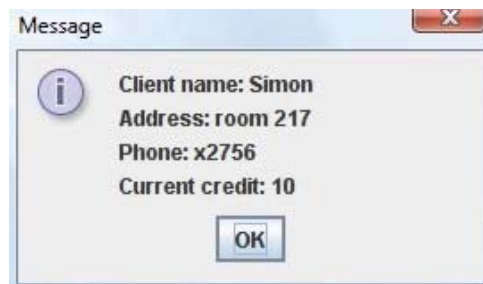 Message
Client name: Simon
Address: room 217
Phone: x2756
Current credit: 10
OK